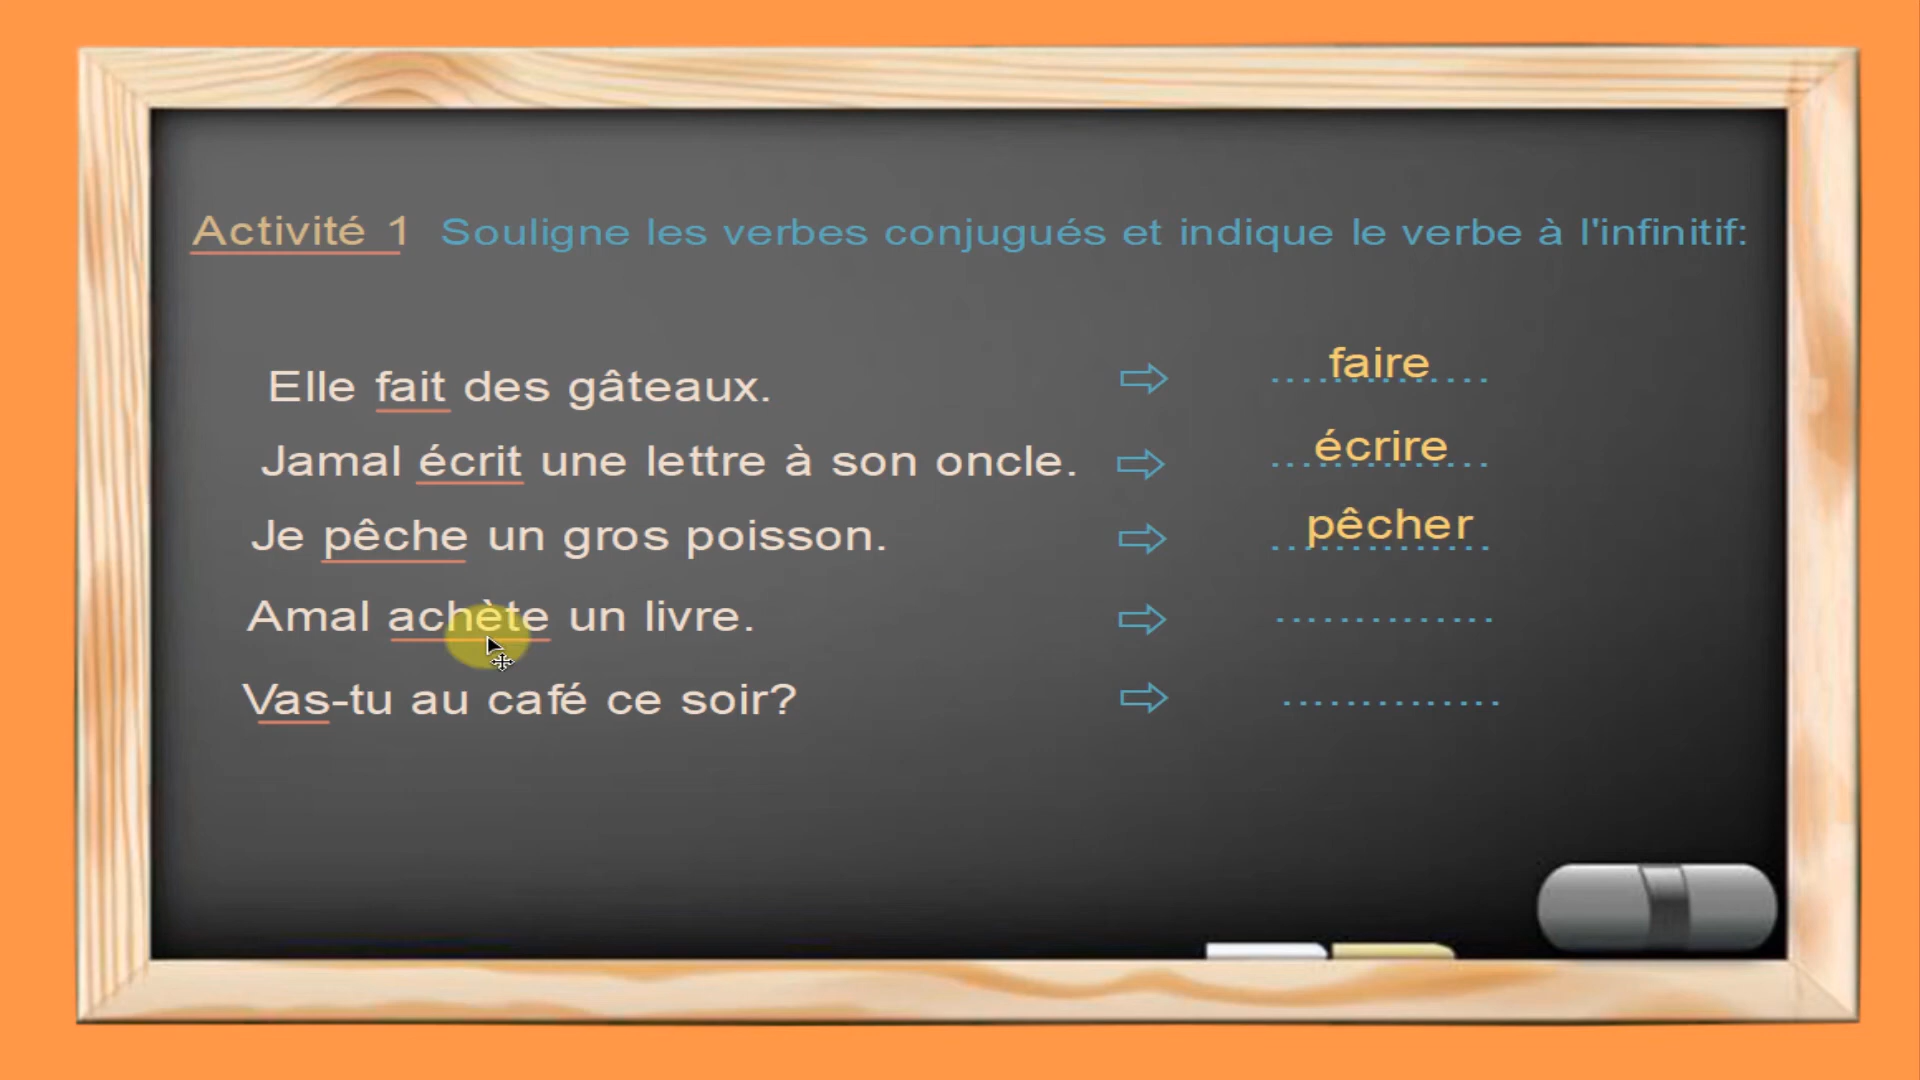 Activité 1 Souligne les verbes conjugués et indique le verbe à l'infinitif:
Elle fait des gâteaux. ⇨ faire
Jamal écrit une lettre à son oncle. ⇨ écrire
Je pêche un gros poisson. ⇨ pêcher
Amal achète un livre. ⇨ ..............
Vas-tu au café ce soir? ⇨ ..............